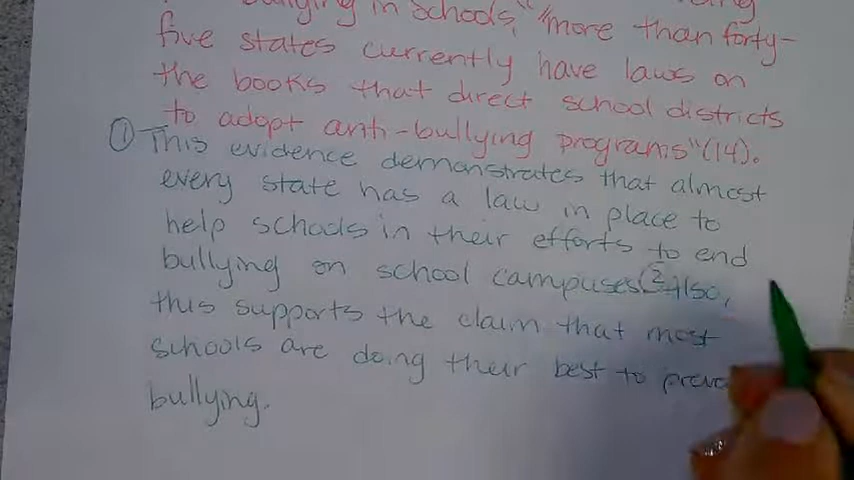 bullying in Schools," "more than forty-
five states currently have laws on
the books that direct school districts
to adopt anti-bullying programs" (14).
① This evidence demonstrates that almost
every state has a law in place to
help schools in their efforts to end
bullying on school campuses ② Also,
this supports the claim that most
schools are doing their best to
bullying.